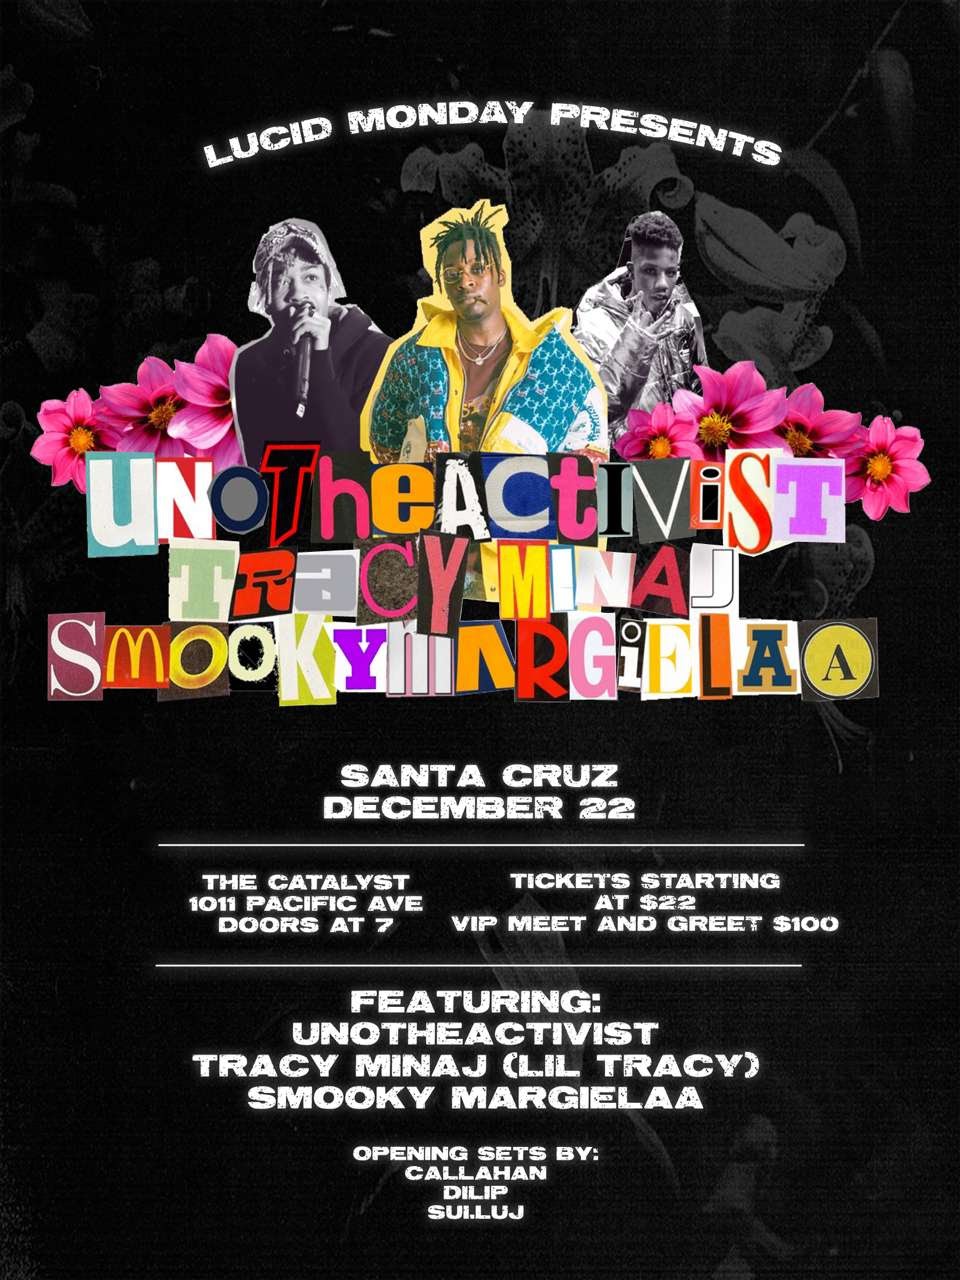 LUCID MONDAY PRESENTS
UNOTheACtIViST
TRaCY MiNAJ
SmOOKYmARGiELAA
SANTA CRUZ
DECEMBER 22
THE CATALYST
1011 PACIFIC AVE
DOORS AT 7
TICKETS STARTING
AT $22
VIP MEET AND GREET $100
FEATURING:
UNOTHEACTIVIST
TRACY MINAJ (LIL TRACY)
SMOOKY MARGIELAA
OPENING SETS BY:
CALLAHAN
DILIP
SUI.LUJ